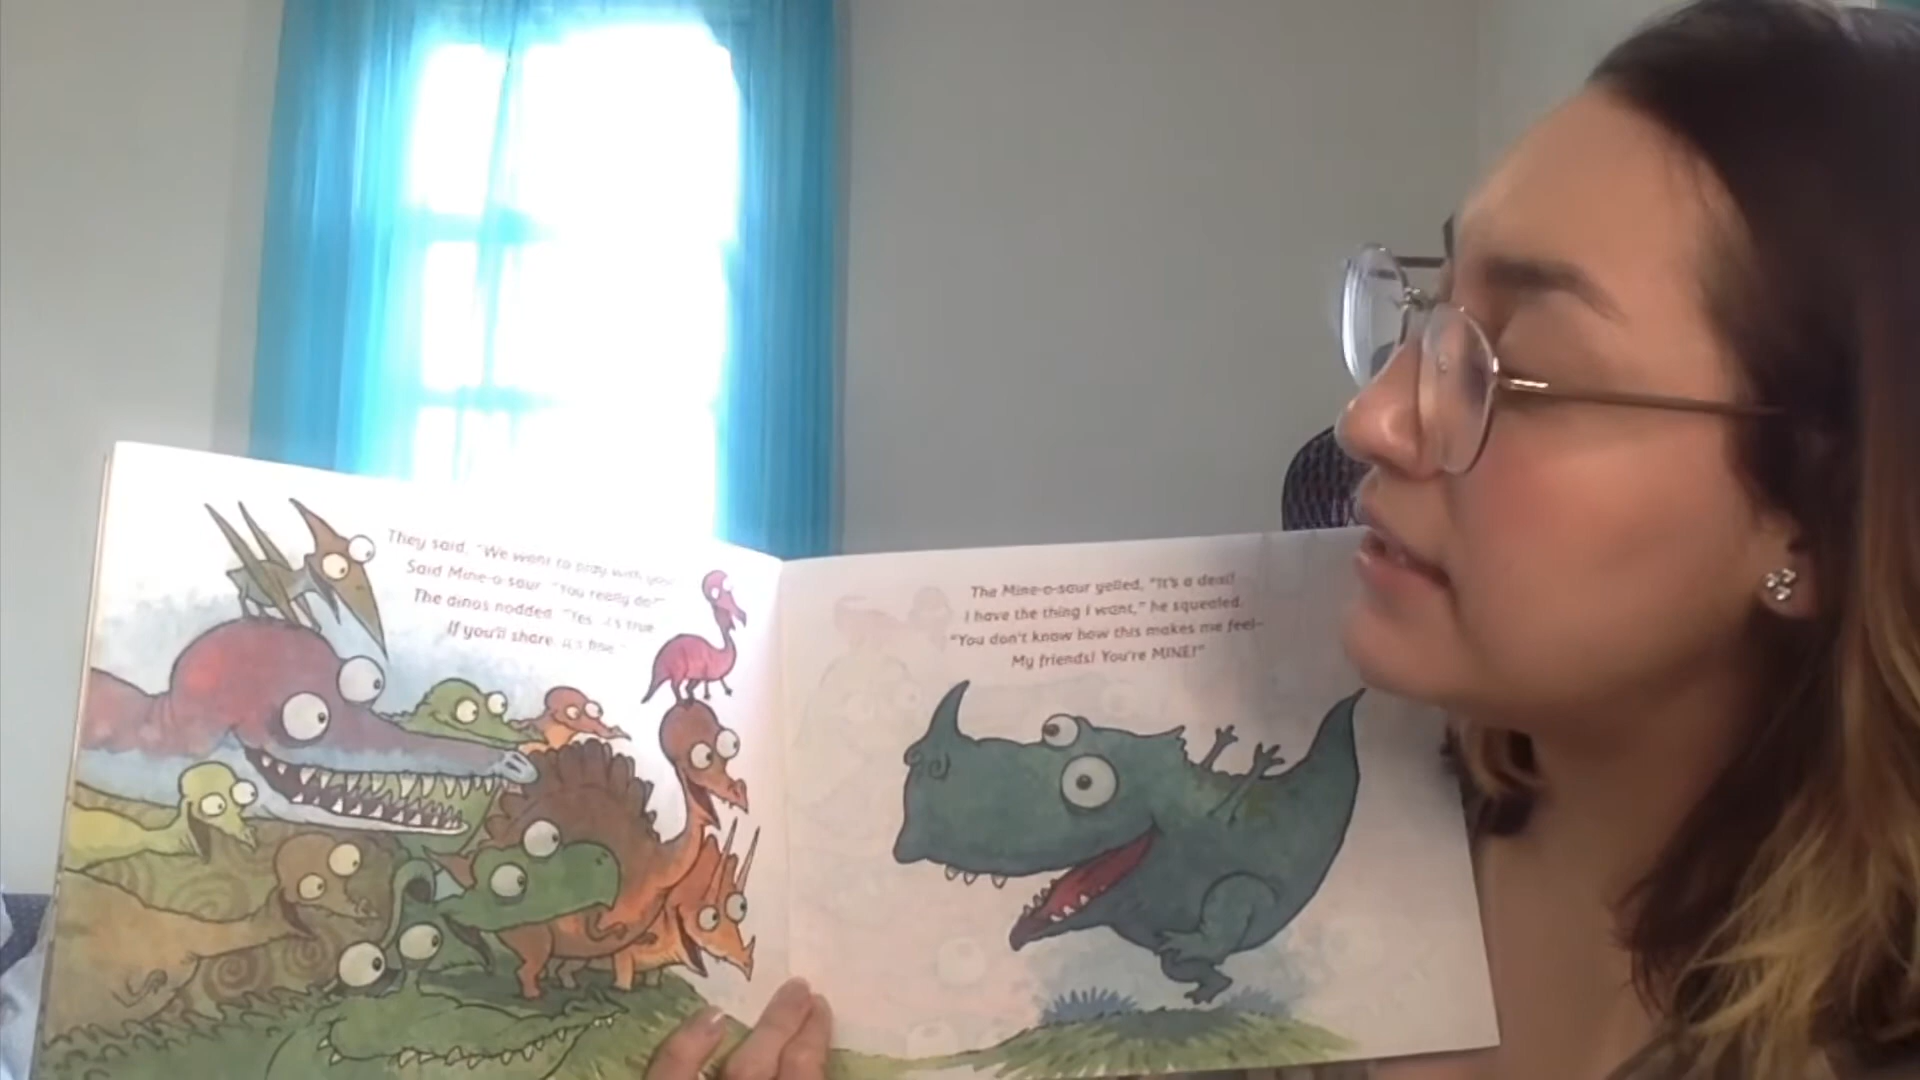 They said, "We want to play with you."
Said Mine-o-saur. "You really do?"
The dinos nodded. "Yes, it's true.
If you'll share, it's fine."
The Mine-o-saur yelled, "It's a deal!
I have the thing I want," he squealed.
"You don't know how this makes me feel—
My friends! You're MINE!"